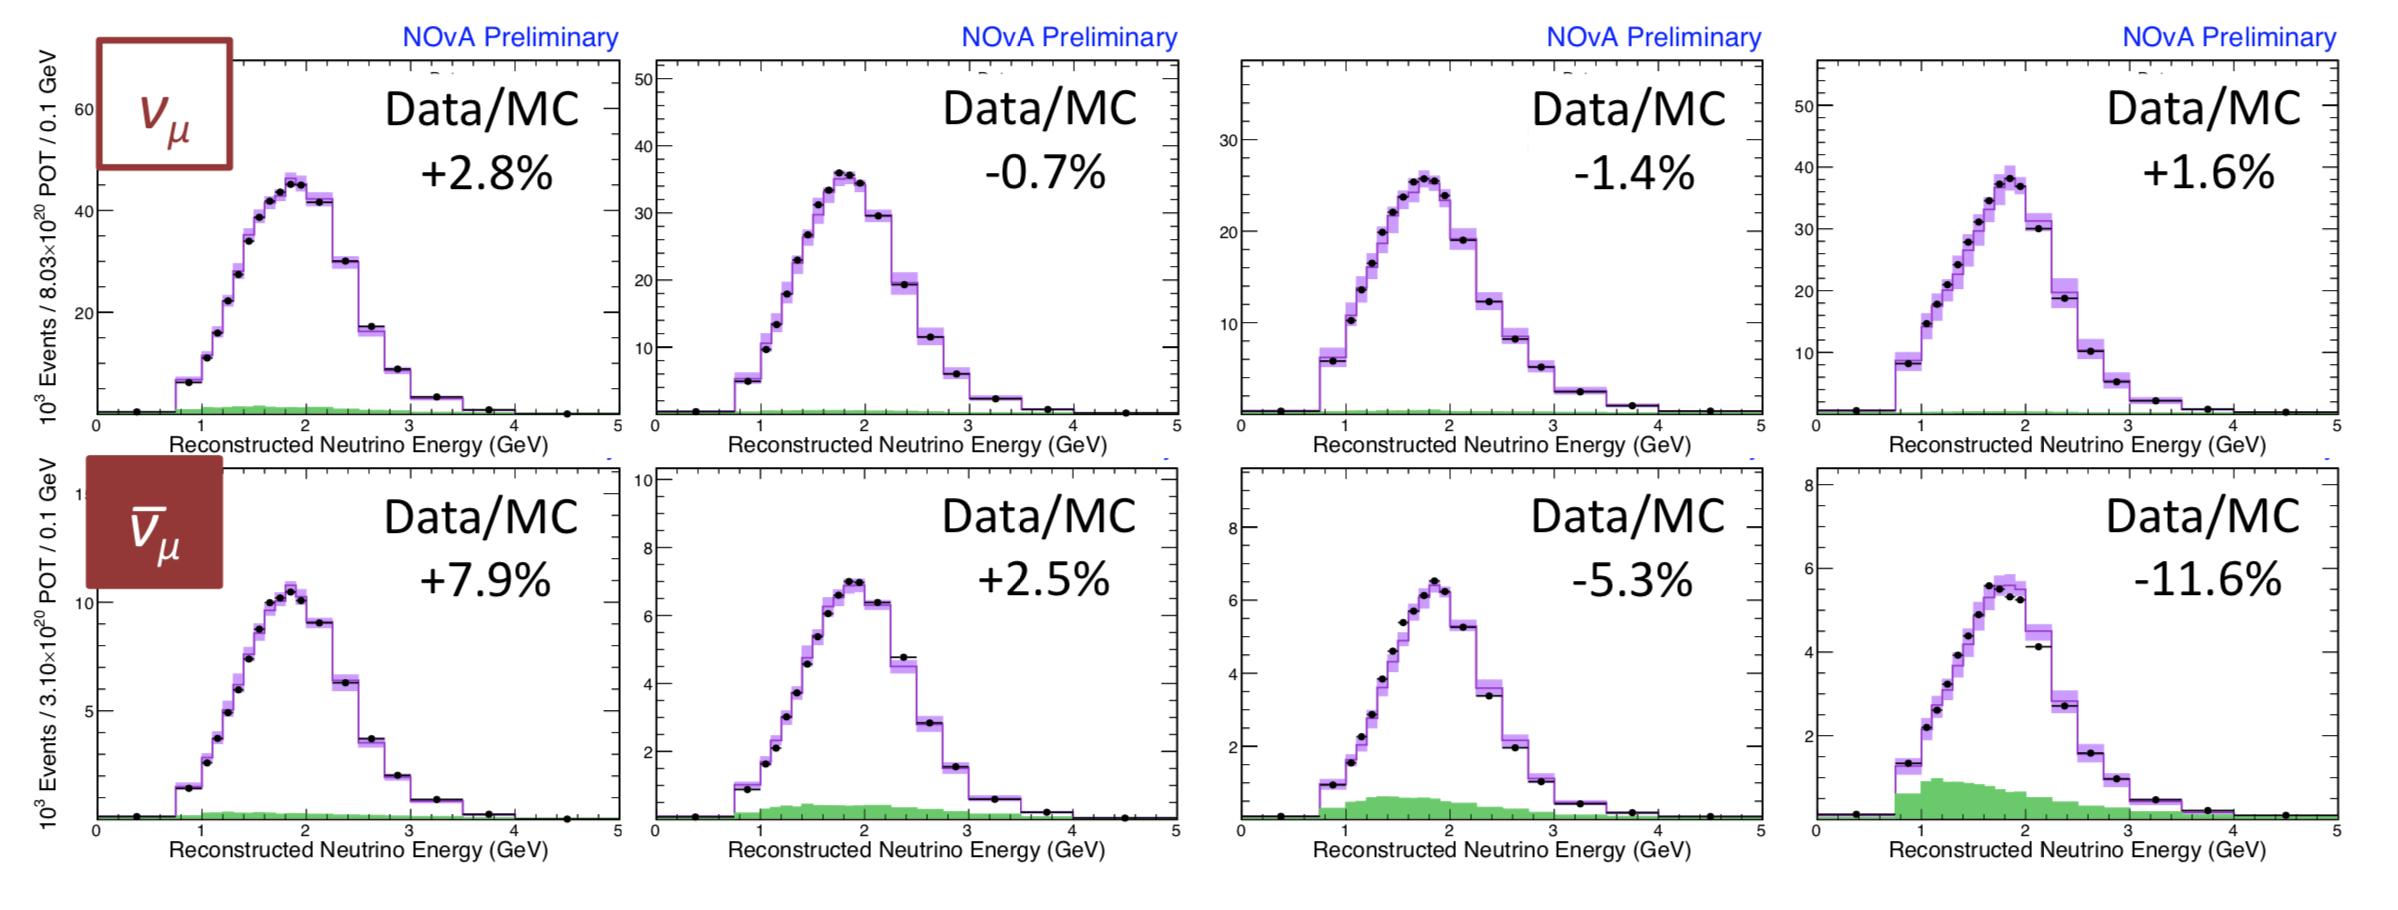 NOvA Preliminary NOvA Preliminary NOvA Preliminary NOvA Preliminary
νμ
Data/MC
+2.8%
Data/MC
-0.7%
Data/MC
-1.4%
Data/MC
+1.6%
10³ Events / 8.03×10²⁰ POT / 0.1 GeV
60
40
20
0 1 2 3 4 5
Reconstructed Neutrino Energy (GeV)
50
40
30
20
10
0 1 2 3 4 5
Reconstructed Neutrino Energy (GeV)
30
20
10
0 1 2 3 4 5
Reconstructed Neutrino Energy (GeV)
50
40
30
20
10
0 1 2 3 4 5
Reconstructed Neutrino Energy (GeV)
ν̅μ
Data/MC
+7.9%
Data/MC
+2.5%
Data/MC
-5.3%
Data/MC
-11.6%
10³ Events / 3.10×10²⁰ POT / 0.1 GeV
10
5
0 1 2 3 4 5
Reconstructed Neutrino Energy (GeV)
10
8
6
4
2
0 1 2 3 4 5
Reconstructed Neutrino Energy (GeV)
8
6
4
2
0 1 2 3 4 5
Reconstructed Neutrino Energy (GeV)
8
6
4
2
0 1 2 3 4 5
Reconstructed Neutrino Energy (GeV)